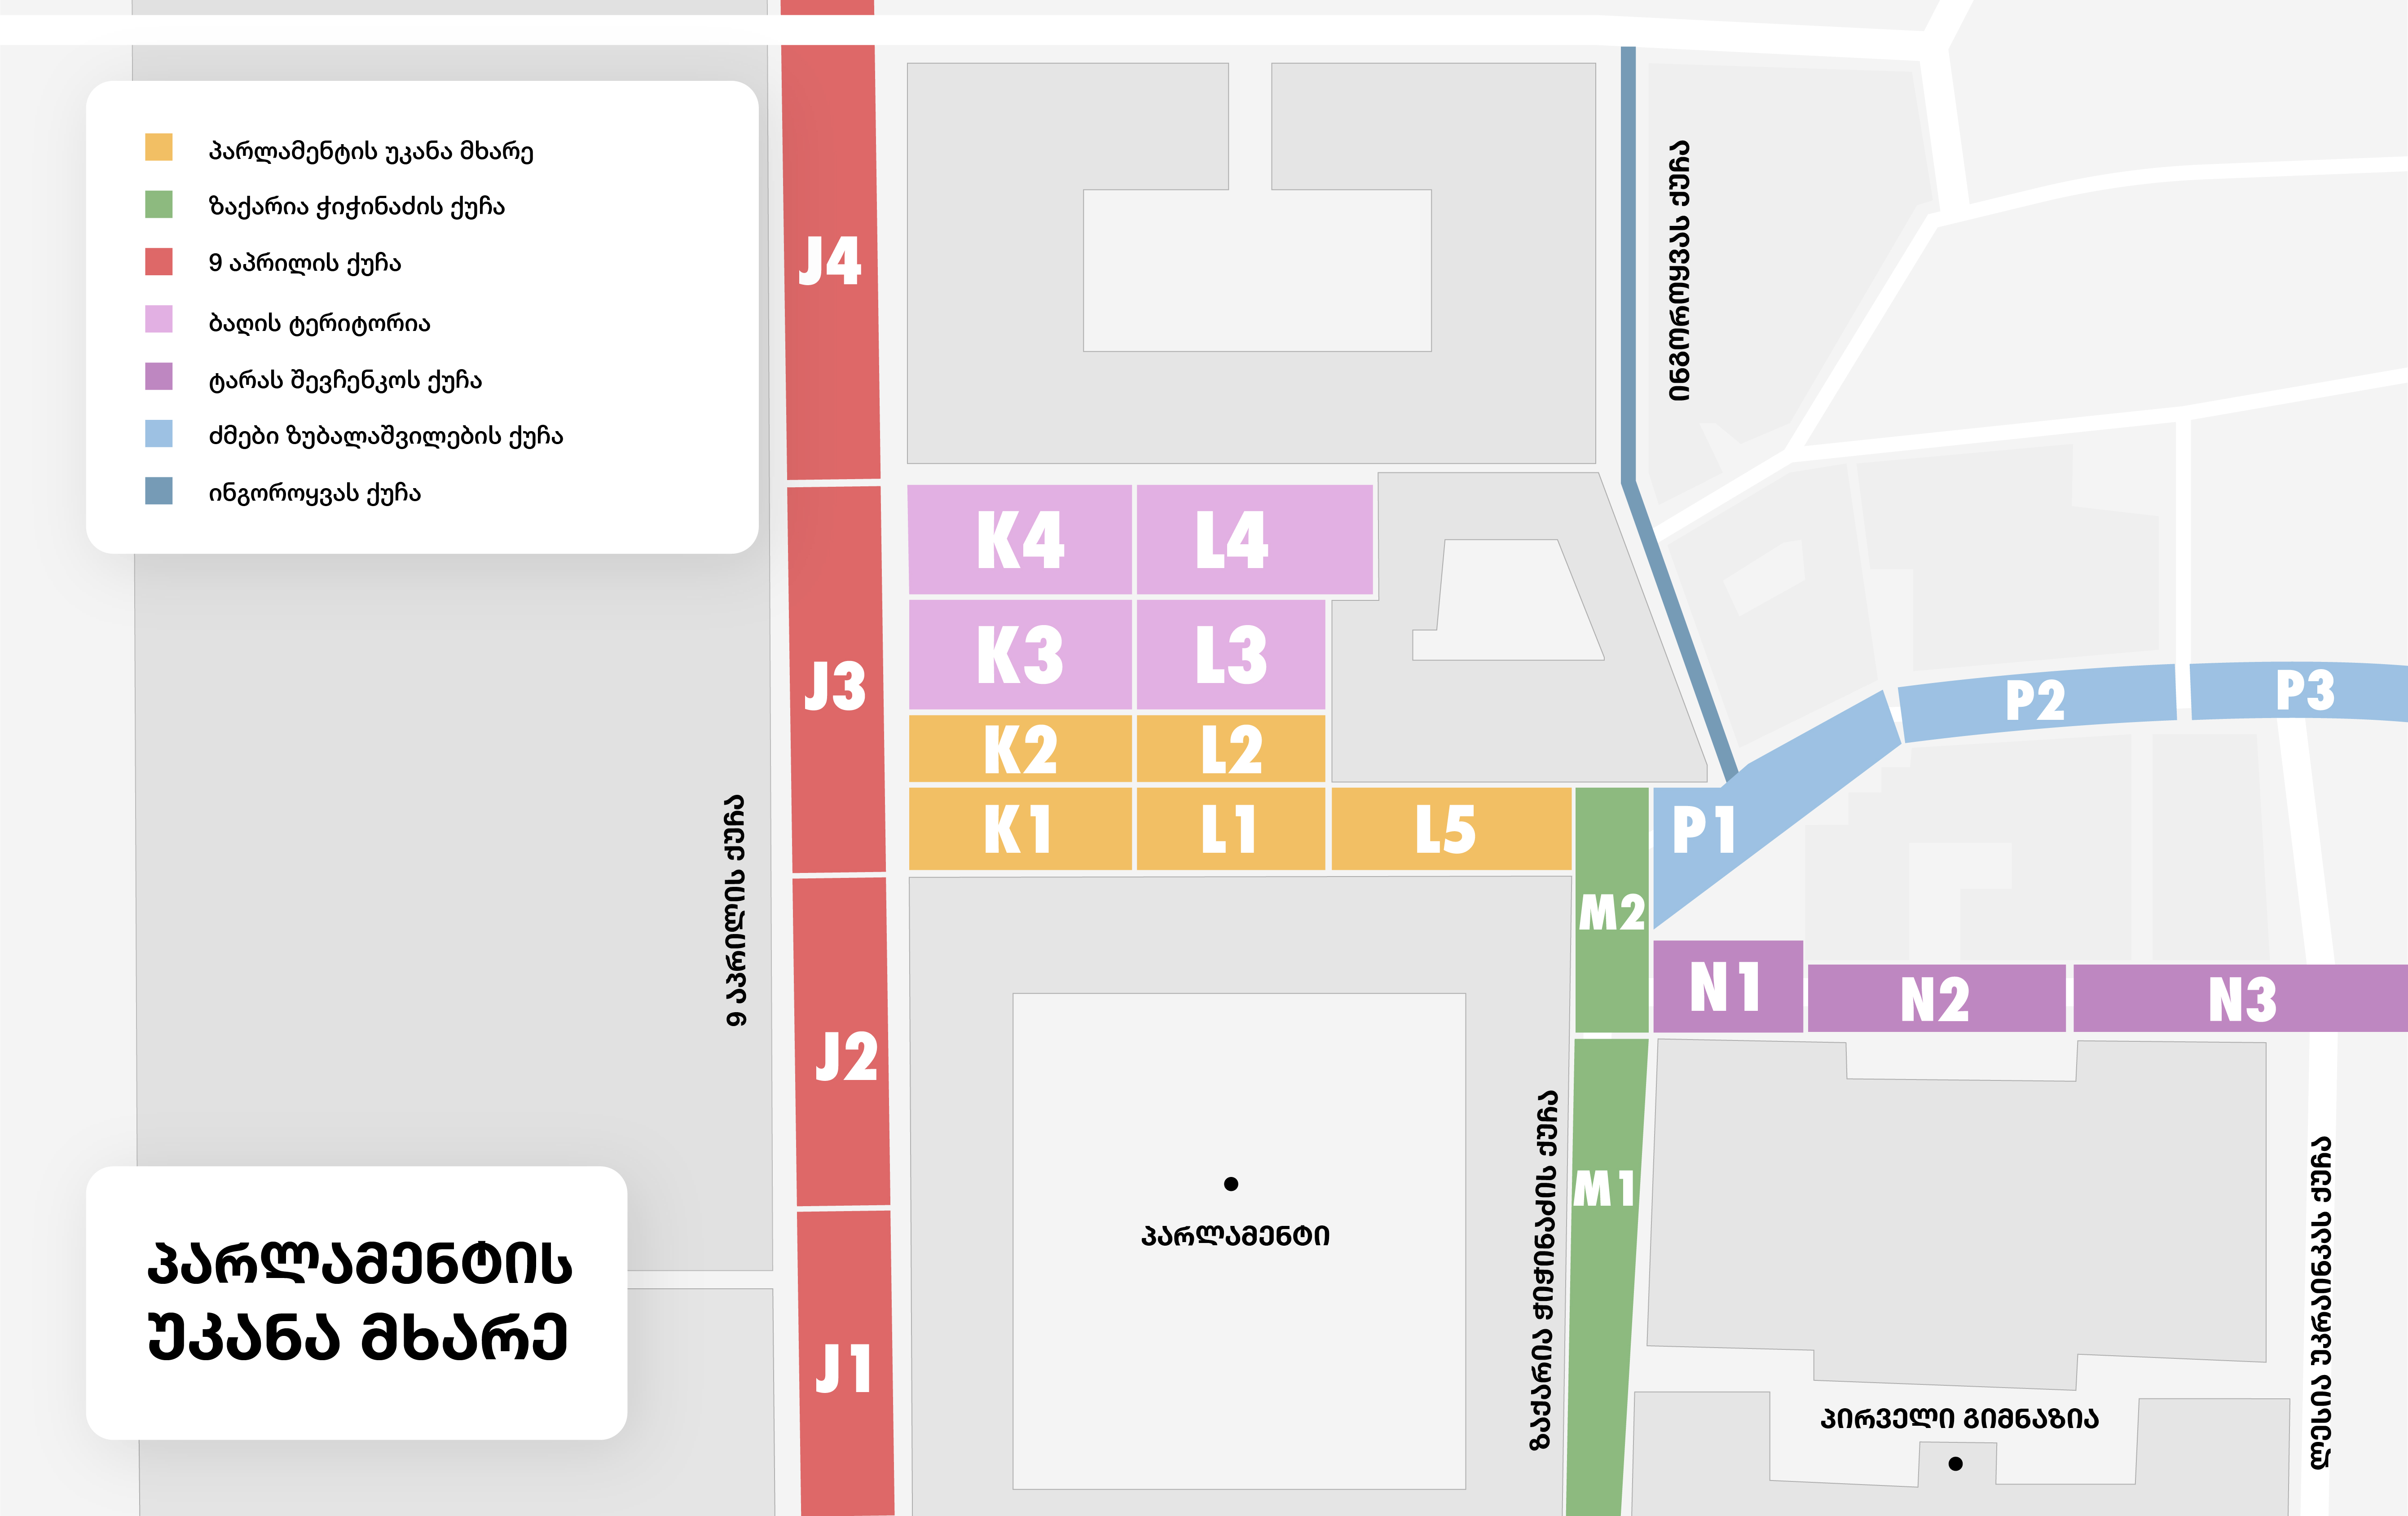 პარლამენტის უკანა მხარე
ზაქარია ჭიჭინაძის ქუჩა
9 აპრილის ქუჩა
ბაღის ტერიტორია
ტარას შევჩენკოს ქუჩა
ძმები ზუბალაშვილების ქუჩა
ინგოროყვას ქუჩა
J4
ინგოროყვას ქუჩა
K4 L4
K3 L3
J3
P2 P3
K2 L2
K1 L1 L5
P1
M2
9 აპრილის ქუჩა
N1 N2 N3
J2
M1
პარლამენტი
ზაქარია ჭიჭინაძის ქუჩა
ლესია უკრაინკას ქუჩა
პარლამენტის
უკანა მხარე
J1
პირველი გიმნაზია